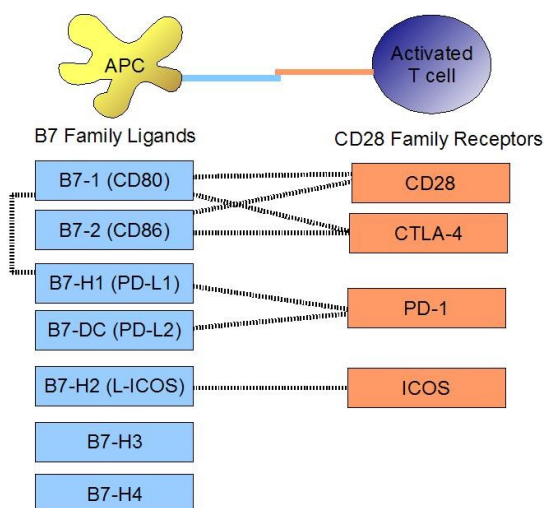 APC
Activated
T cell
B7 Family Ligands
CD28 Family Receptors
B7-1 (CD80)
CD28
B7-2 (CD86)
CTLA-4
B7-H1 (PD-L1)
PD-1
B7-DC (PD-L2)
B7-H2 (L-ICOS)
ICOS
B7-H3
B7-H4